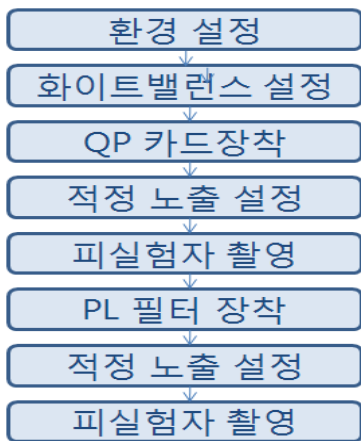 환경 설정
화이트밸런스 설정
QP 카드장착
적정 노출 설정
피실험자 촬영
PL 필터 장착
적정 노출 설정
피실험자 촬영